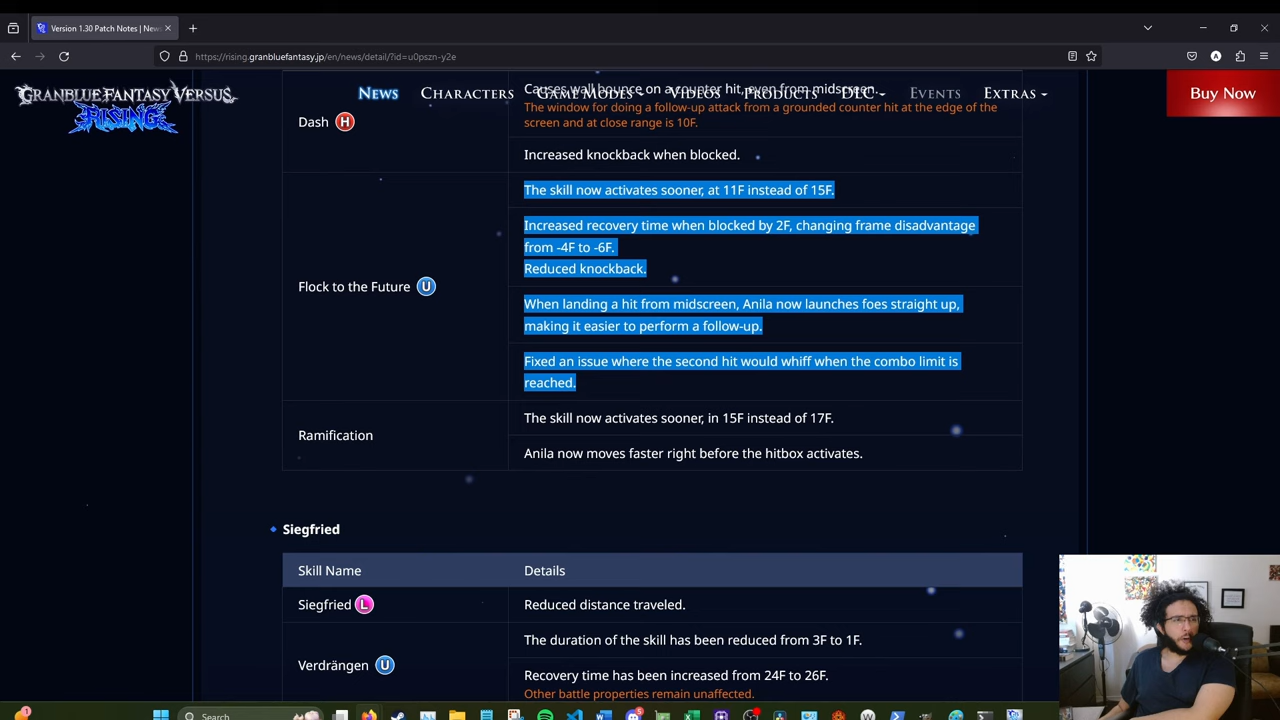 Version 1.30 Patch Notes | New
https://rising.granbluefantasy.jp/en/news/detail/?id=u0pszn-y2e
GRANBLUE FANTASY VERSUS
RISING
NEWS
CHARACTERS
GAME MODES
VIDEOS
PRODUCTS
DLC
EVENTS
EXTRAS
Buy Now
Causes wall bounce on a counter hit, even from midscreen.
The window for doing a follow-up attack from a grounded counter hit at the edge of the
screen and at close range is 10F.
Dash H
Increased knockback when blocked.
The skill now activates sooner, at 11F instead of 15F.
Increased recovery time when blocked by 2F, changing frame disadvantage
from -4F to -6F.
Reduced knockback.
Flock to the Future U
When landing a hit from midscreen, Anila now launches foes straight up,
making it easier to perform a follow-up.
Fixed an issue where the second hit would whiff when the combo limit is
reached.
The skill now activates sooner, in 15F instead of 17F.
Ramification
Anila now moves faster right before the hitbox activates.
Siegfried
Skill Name
Details
Siegfried L
Reduced distance traveled.
The duration of the skill has been reduced from 3F to 1F.
Verdrängen U
Recovery time has been increased from 24F to 26F.
Other battle properties remain unaffected.
Search